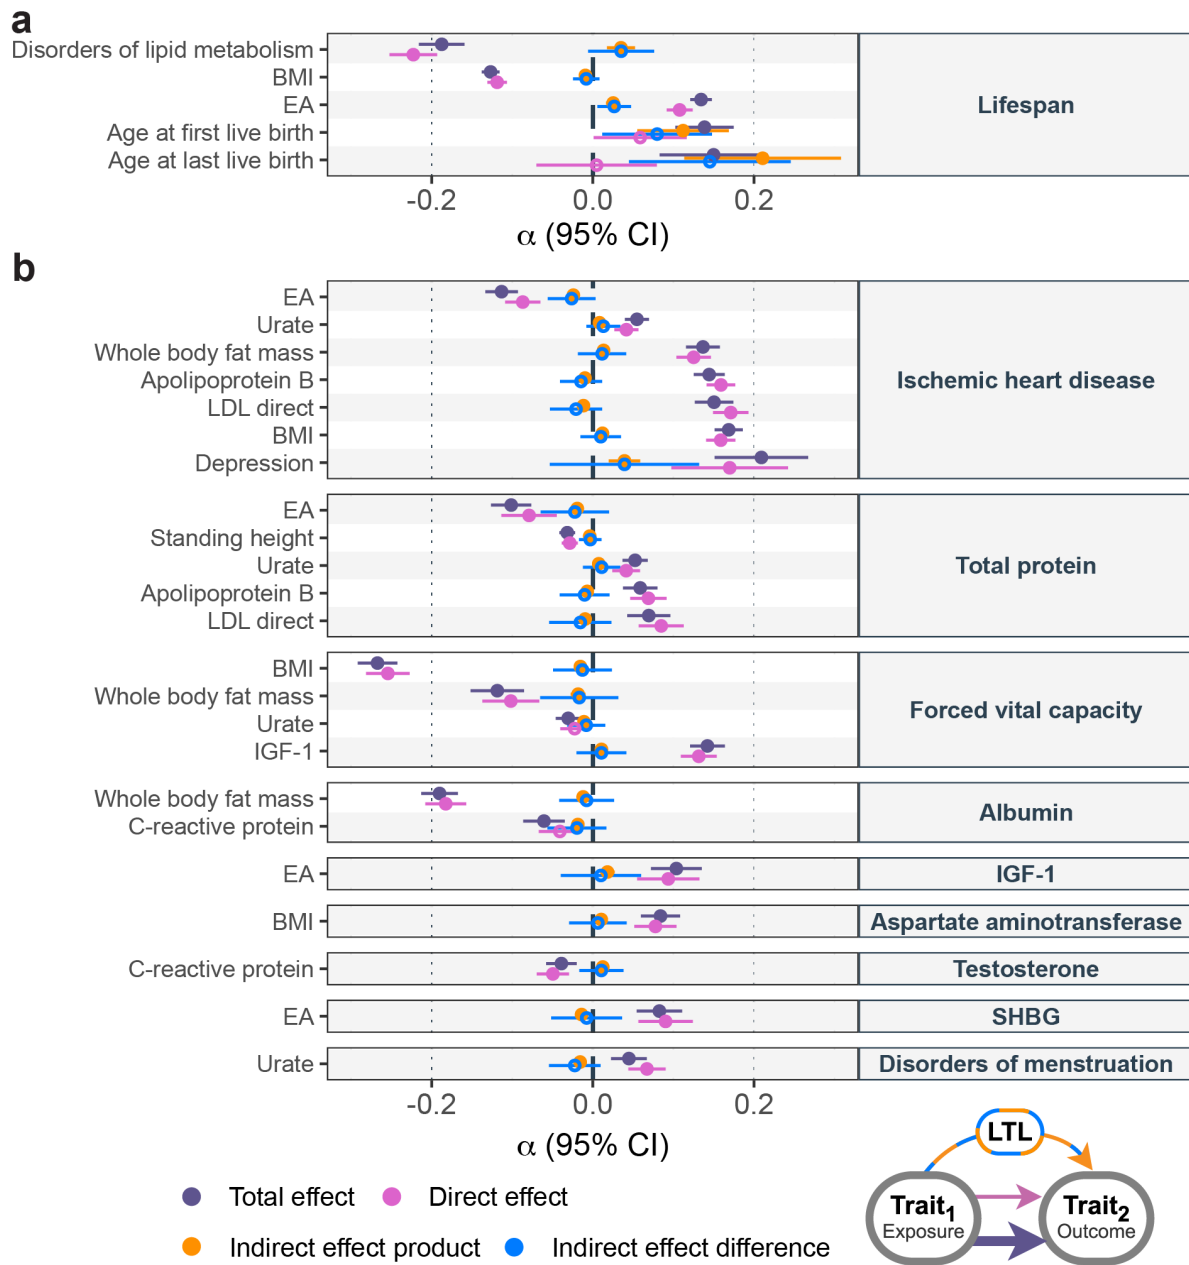 a
Disorders of lipid metabolism
BMI
EA
Age at first live birth
Age at last live birth
Lifespan
-0.2 0.0 0.2
α (95% CI)
b
EA
Urate
Whole body fat mass
Apolipoprotein B
LDL direct
BMI
Depression
Ischemic heart disease
EA
Standing height
Urate
Apolipoprotein B
LDL direct
Total protein
BMI
Whole body fat mass
Urate
IGF-1
Forced vital capacity
Whole body fat mass
C-reactive protein
Albumin
EA
IGF-1
BMI
Aspartate aminotransferase
C-reactive protein
Testosterone
EA
SHBG
Urate
Disorders of menstruation
-0.2 0.0 0.2
α (95% CI)
Total effect Direct effect
Indirect effect product Indirect effect difference
LTL
Trait1 Trait2
Exposure Outcome